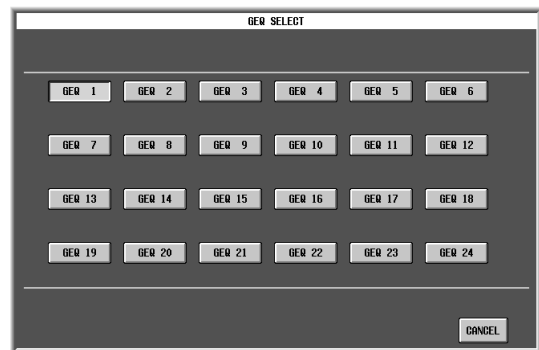 GEQ SELECT
GEQ 1 GEQ 2 GEQ 3 GEQ 4 GEQ 5 GEQ 6
GEQ 7 GEQ 8 GEQ 9 GEQ 10 GEQ 11 GEQ 12
GEQ 13 GEQ 14 GEQ 15 GEQ 16 GEQ 17 GEQ 18
GEQ 19 GEQ 20 GEQ 21 GEQ 22 GEQ 23 GEQ 24
CANCEL